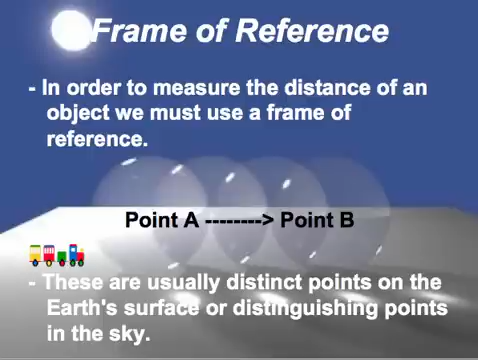 Frame of Reference
- In order to measure the distance of an
object we must use a frame of
reference.
Point A --------> Point B
- These are usually distinct points on the
Earth's surface or distinguishing points
in the sky.